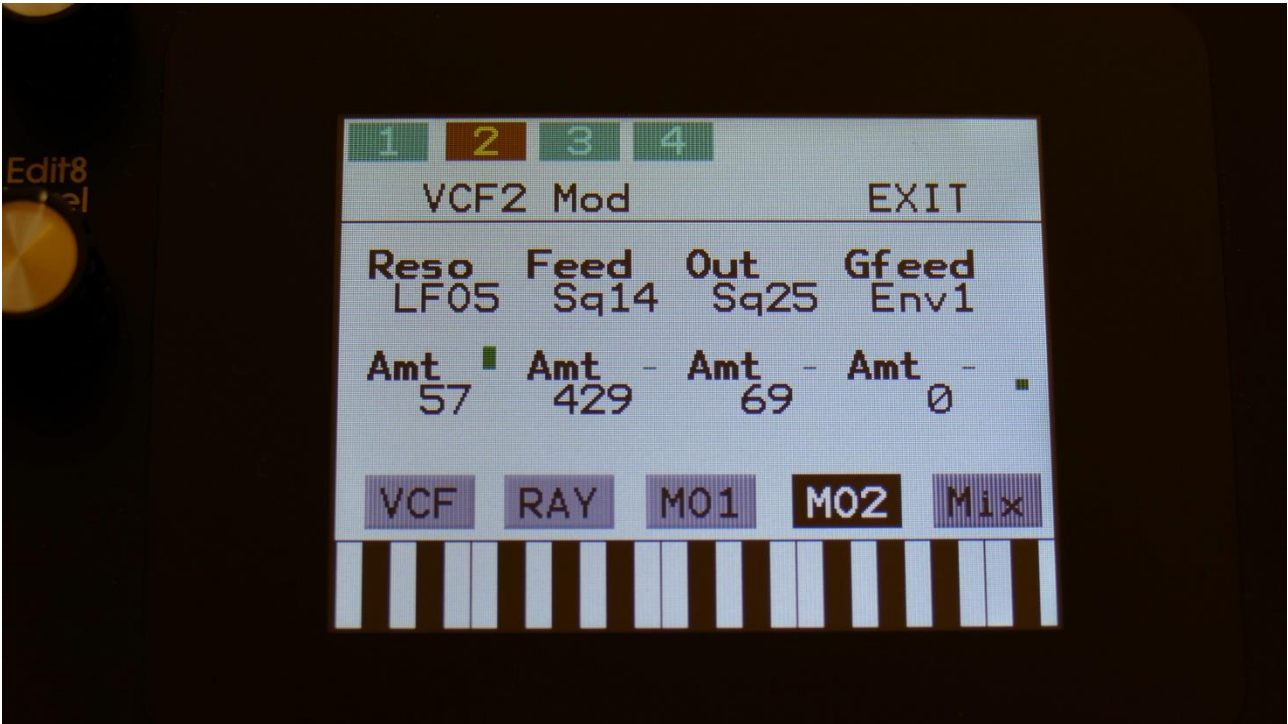 1 2 3 4
Edit8
VCF2 Mod EXIT
Reso Feed Out Gfeed
LFO5 Sq14 Sq25 Env1
Amt Amt Amt Amt
57 429 69 0
VCF RAY MO1 MO2 Mix